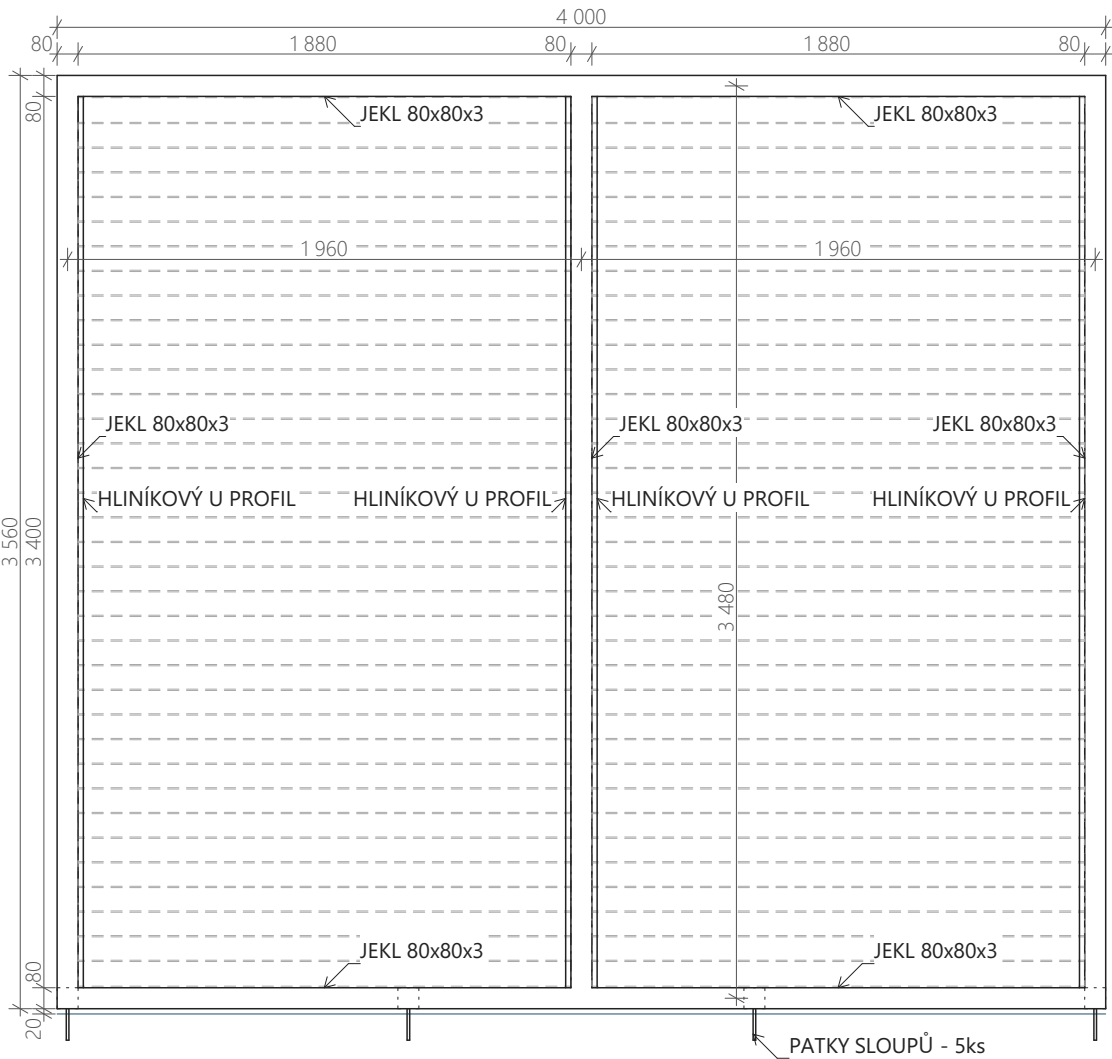 4 000
80 1 880 80 1 880 80
80
JEKL 80x80x3 JEKL 80x80x3
1 960 1 960
JEKL 80x80x3 JEKL 80x80x3 JEKL 80x80x3
HLINÍKOVÝ U PROFIL HLINÍKOVÝ U PROFIL HLINÍKOVÝ U PROFIL HLINÍKOVÝ U PROFIL
3 560
3 400
3 480
JEKL 80x80x3 JEKL 80x80x3
80
20
PATKY SLOUPŮ - 5ks